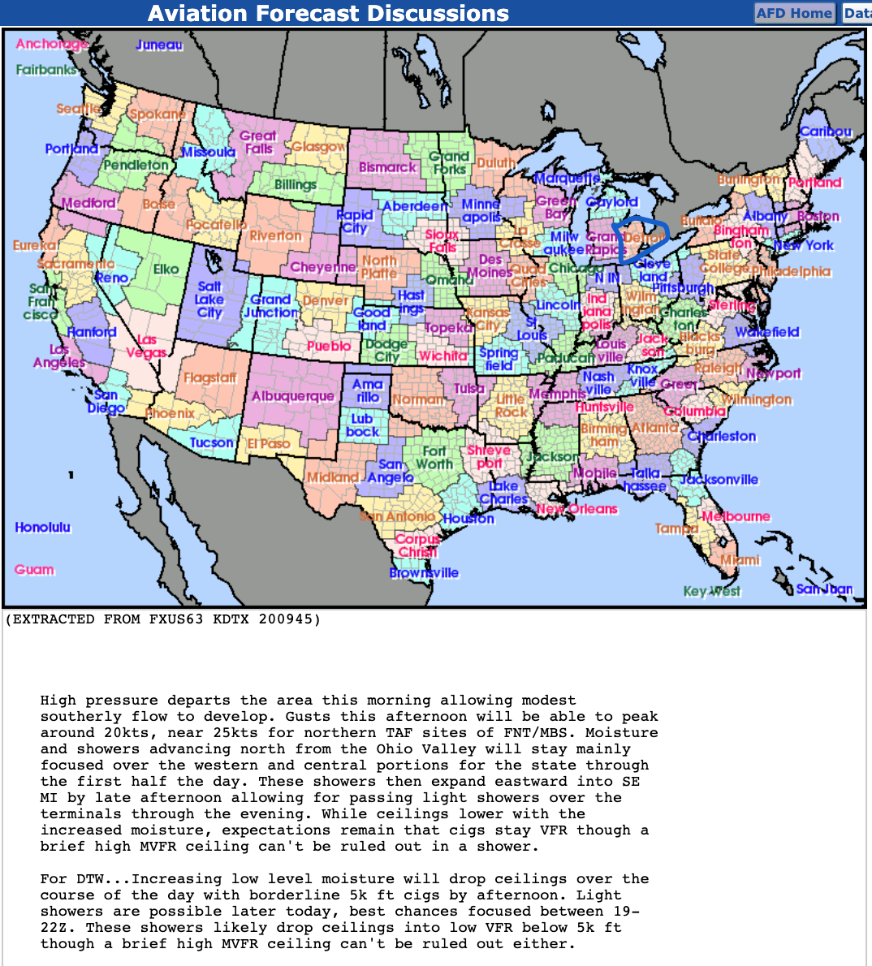 Aviation Forecast Discussions
AFD Home
Anchorage
Juneau
Fairbanks
Seattle
Spokane
Great Falls
Glasgow
Grand Forks
Duluth
Caribou
Portland
Missoula
Bismarck
Pendleton
Billings
Marquette
Burlington
Portland
Medford
Boise
Pocatello
Rapid City
Aberdeen
Minne apolis
Green Bay
Gaylord
Buffalo
Albany
Boston
Eureka
Riverton
Sioux Falls
La Crosse
Milw aukee
Grand Rapids
Detroit
Bingham ton
New York
Sacramento
Reno
Elko
Cheyenne
North Platte
Des Moines
Quad Cities
Chicago
N IN
Cleve land
State College
Philadelphia
San Fran cisco
Salt Lake City
Grand Junction
Denver
Hast ings
Omaha
Lincoln
Ind iana polis
Wilm ington
Pittsburgh
Sterling
Hanford
Las Vegas
Good land
Topeka
Kansas City
St Louis
Louis ville
Charles ton
Jack son
Blacks burg
Wakefield
Los Angeles
Pueblo
Dodge City
Wichita
Spring field
Paducah
Knox ville
Raleigh
Newport
San Diego
Flagstaff
Albuquerque
Ama rillo
Norman
Tulsa
Little Rock
Memphis
Nash ville
Huntsville
Greer
Columbia
Wilmington
Phoenix
Tucson
El Paso
Lub bock
Birming ham
Atlanta
Charleston
Midland
San Angelo
Fort Worth
Shreve port
Jackson
Mobile
Talla hassee
Jacksonville
San Antonio
Houston
Lake Charles
New Orleans
Tampa
Melbourne
Honolulu
Corpus Christi
Miami
Guam
Brownsville
Key West
San Juan
(EXTRACTED FROM FXUS63 KDTX 200945)
High pressure departs the area this morning allowing modest
southerly flow to develop. Gusts this afternoon will be able to peak
around 20kts, near 25kts for northern TAF sites of FNT/MBS. Moisture
and showers advancing north from the Ohio Valley will stay mainly
focused over the western and central portions for the state through
the first half the day. These showers then expand eastward into SE
MI by late afternoon allowing for passing light showers over the
terminals through the evening. While ceilings lower with the
increased moisture, expectations remain that cigs stay VFR though a
brief high MVFR ceiling can't be ruled out in a shower.
For DTW...Increasing low level moisture will drop ceilings over the
course of the day with borderline 5k ft cigs by afternoon. Light
showers are possible later today, best chances focused between 19-
22Z. These showers likely drop ceilings into low VFR below 5k ft
though a brief high MVFR ceiling can't be ruled out either.